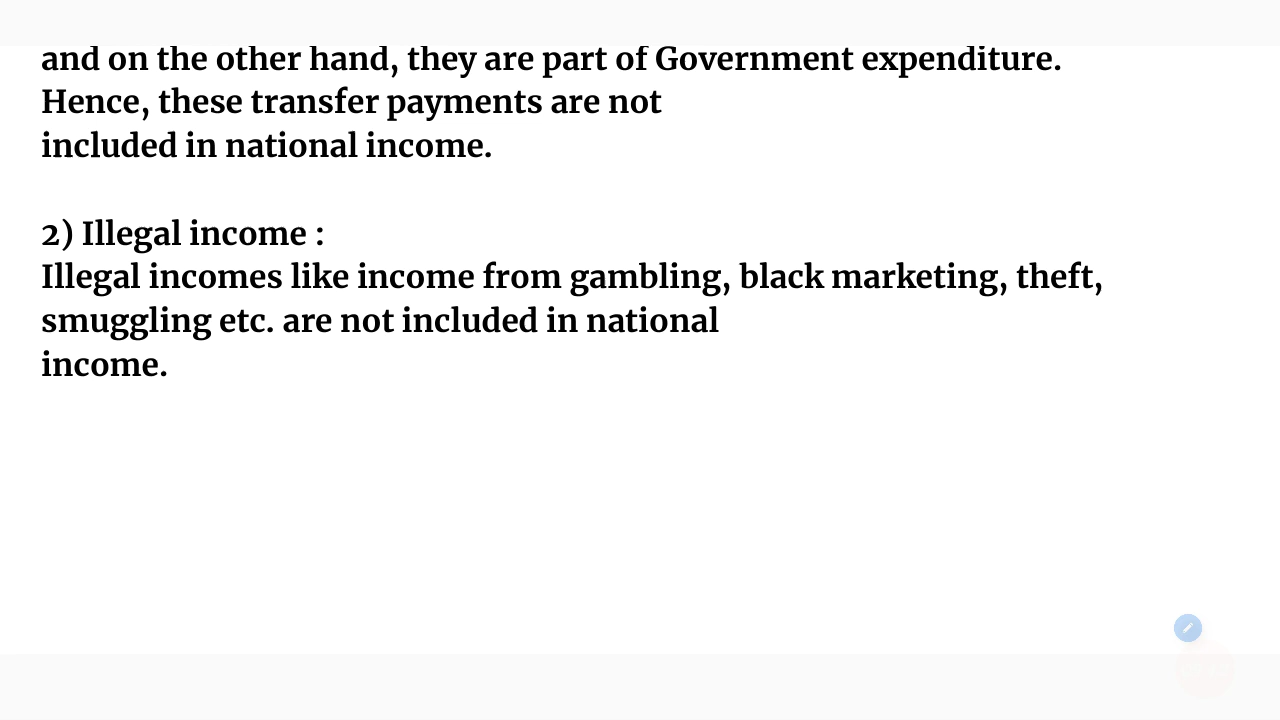 and on the other hand, they are part of Government expenditure.
Hence, these transfer payments are not
included in national income.
2) Illegal income :
Illegal incomes like income from gambling, black marketing, theft,
smuggling etc. are not included in national
income.